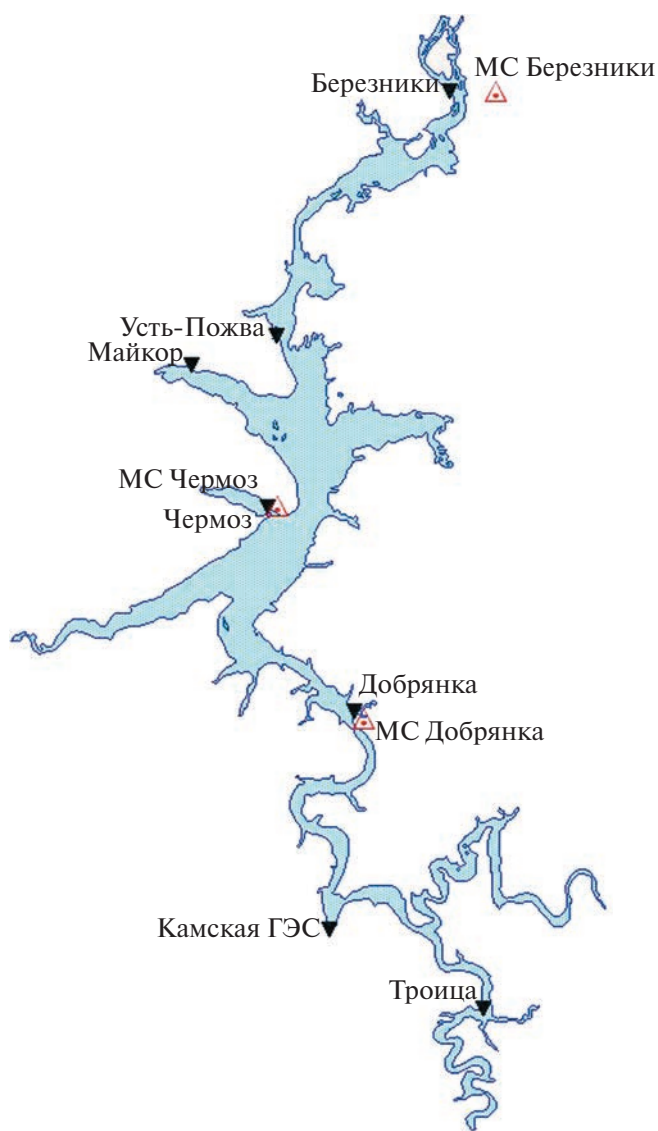 МС Березники
Березники
Усть-Пожва
Майкор
МС Чермоз
Чермоз
Добрянка
МС Добрянка
Камская ГЭС
Троица